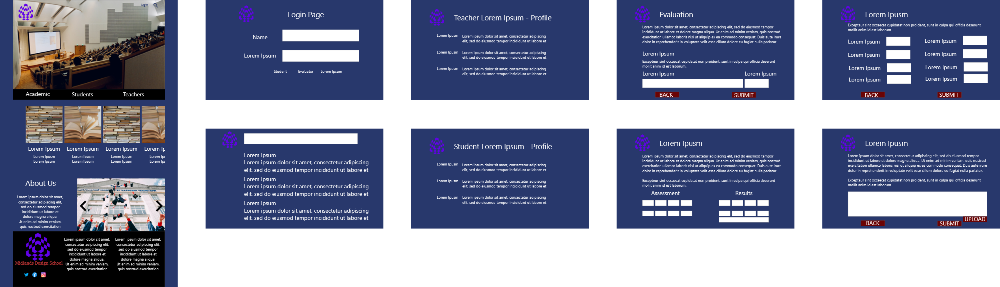 Login
Academic Students Teachers
Lorem Ipsum Lorem Ipsum Lorem Ipsum Lorem Ip
Lorem Ipusm Lorem Ipusm Lorem Ipusm Lorem Ipu
Lorem Ipsum Lorem Ipsum Lorem Ipsum Lorem Ips
About Us
Lorem ipsum dolor sit amet,
consectetur adipiscing elit,
sed do eiusmod tempor
incididunt ut labore et
dolore magna aliqua.
Ut enim ad minim veniam,
quis nostrud exercitation
Midlands Design School
Lorem ipsum dolor sit amet,
consectetur adipiscing elit,
sed do eiusmod tempor
incididunt ut labore et
dolore magna aliqua.
Ut enim ad minim veniam,
quis nostrud exercitation
Lorem ipsum dolor sit amet,
consectetur adipiscing elit,
sed do eiusmod tempor
incididunt ut labore et
dolore magna aliqua.
Ut enim ad minim veniam,
quis nostrud exercitation
Login Page
Name
Lorem Ipsum
Student Evaluator Lorem Ipsum
Teacher Lorem Ipsum - Profile
Lorem Ipusm Lorem ipsum dolor sit amet, consectetur adipiscing
elit, sed do eiusmod tempor incididunt ut labore et
Lorem Ipusm Lorem ipsum dolor sit amet, consectetur adipiscing
elit, sed do eiusmod tempor incididunt ut labore et
Lorem Ipusm Lorem ipsum dolor sit amet, consectetur adipiscing
elit, sed do eiusmod tempor incididunt ut labore et
Evaluation
Lorem ipsum dolor sit amet, consectetur adipiscing elit, sed do eiusmod tempor
incididunt ut labore et dolore magna aliqua. Ut enim ad minim veniam, quis nostrud
exercitation ullamco laboris nisi ut aliquip ex ea commodo consequat. Duis aute irure
dolor in reprehenderit in voluptate velit esse cillum dolore eu fugiat nulla pariatur.
Lorem Ipsum
Excepteur sint occaecat cupidatat non proident, sunt in culpa qui officia deserunt
mollit anim id est laborum.
Lorem Ipsum Lorem Ipsum
BACK SUBMIT
Lorem Ipusm
Excepteur sint occaecat cupidatat non proident, sunt in culpa qui officia deserunt
mollit anim id est laborum.
Lorem Ipsum Lorem Ipsum
Lorem Ipsum Lorem Ipsum
Lorem Ipsum Lorem Ipsum
Lorem Ipsum Lorem Ipsum
BACK SUBMIT
Lorem Ipsum
Lorem ipsum dolor sit amet, consectetur adipiscing
elit, sed do eiusmod tempor incididunt ut labore et
Lorem Ipsum
Lorem ipsum dolor sit amet, consectetur adipiscing
elit, sed do eiusmod tempor incididunt ut labore et
Lorem Ipsum
Lorem ipsum dolor sit amet, consectetur adipiscing
elit, sed do eiusmod tempor incididunt ut labore et
Student Lorem Ipsum - Profile
Lorem Ipusm Lorem ipsum dolor sit amet, consectetur adipiscing
elit, sed do eiusmod tempor incididunt ut labore et
Lorem Ipusm Lorem ipsum dolor sit amet, consectetur adipiscing
elit, sed do eiusmod tempor incididunt ut labore et
Lorem Ipusm Lorem ipsum dolor sit amet, consectetur adipiscing
elit, sed do eiusmod tempor incididunt ut labore et
Lorem Ipusm
Lorem ipsum dolor sit amet, consectetur adipiscing elit, sed do eiusmod tempor
incididunt ut labore et dolore magna aliqua. Ut enim ad minim veniam, quis nostrud
exercitation ullamco laboris nisi ut aliquip ex ea commodo consequat. Duis aute irure
dolor in reprehenderit in voluptate velit esse cillum dolore eu fugiat nulla pariatur.
Excepteur sint occaecat cupidatat non proident, sunt in culpa qui officia deserunt
mollit anim id est laborum.
Assessment Results
Lorem Ipusm
Lorem ipsum dolor sit amet, consectetur adipiscing elit, sed do eiusmod tempor
incididunt ut labore et dolore magna aliqua. Ut enim ad minim veniam, quis nostrud
exercitation ullamco laboris nisi ut aliquip ex ea commodo consequat. Duis aute irure
dolor in reprehenderit in voluptate velit esse cillum dolore eu fugiat nulla pariatur.
Excepteur sint occaecat cupidatat non proident, sunt in culpa qui officia deserunt
mollit anim id est laborum.
UPLOAD
BACK SUBMIT